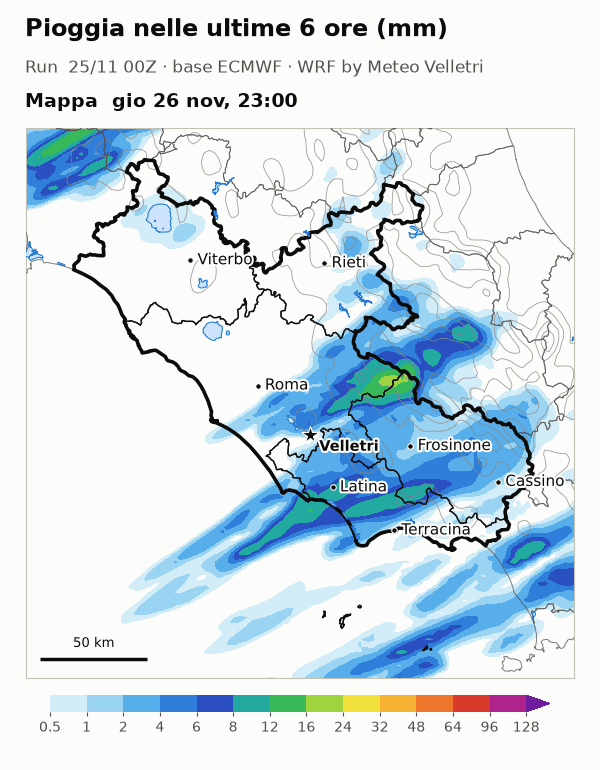 Pioggia nelle ultime 6 ore (mm)
Run  25/11 00Z · base ECMWF · WRF by Meteo Velletri
Mappa  gio 26 nov, 23:00
Viterbo
Rieti
Roma
Velletri
Frosinone
Latina
Cassino
Terracina
50 km
0.5 1 2 4 6 8 12 16 24 32 48 64 96 128